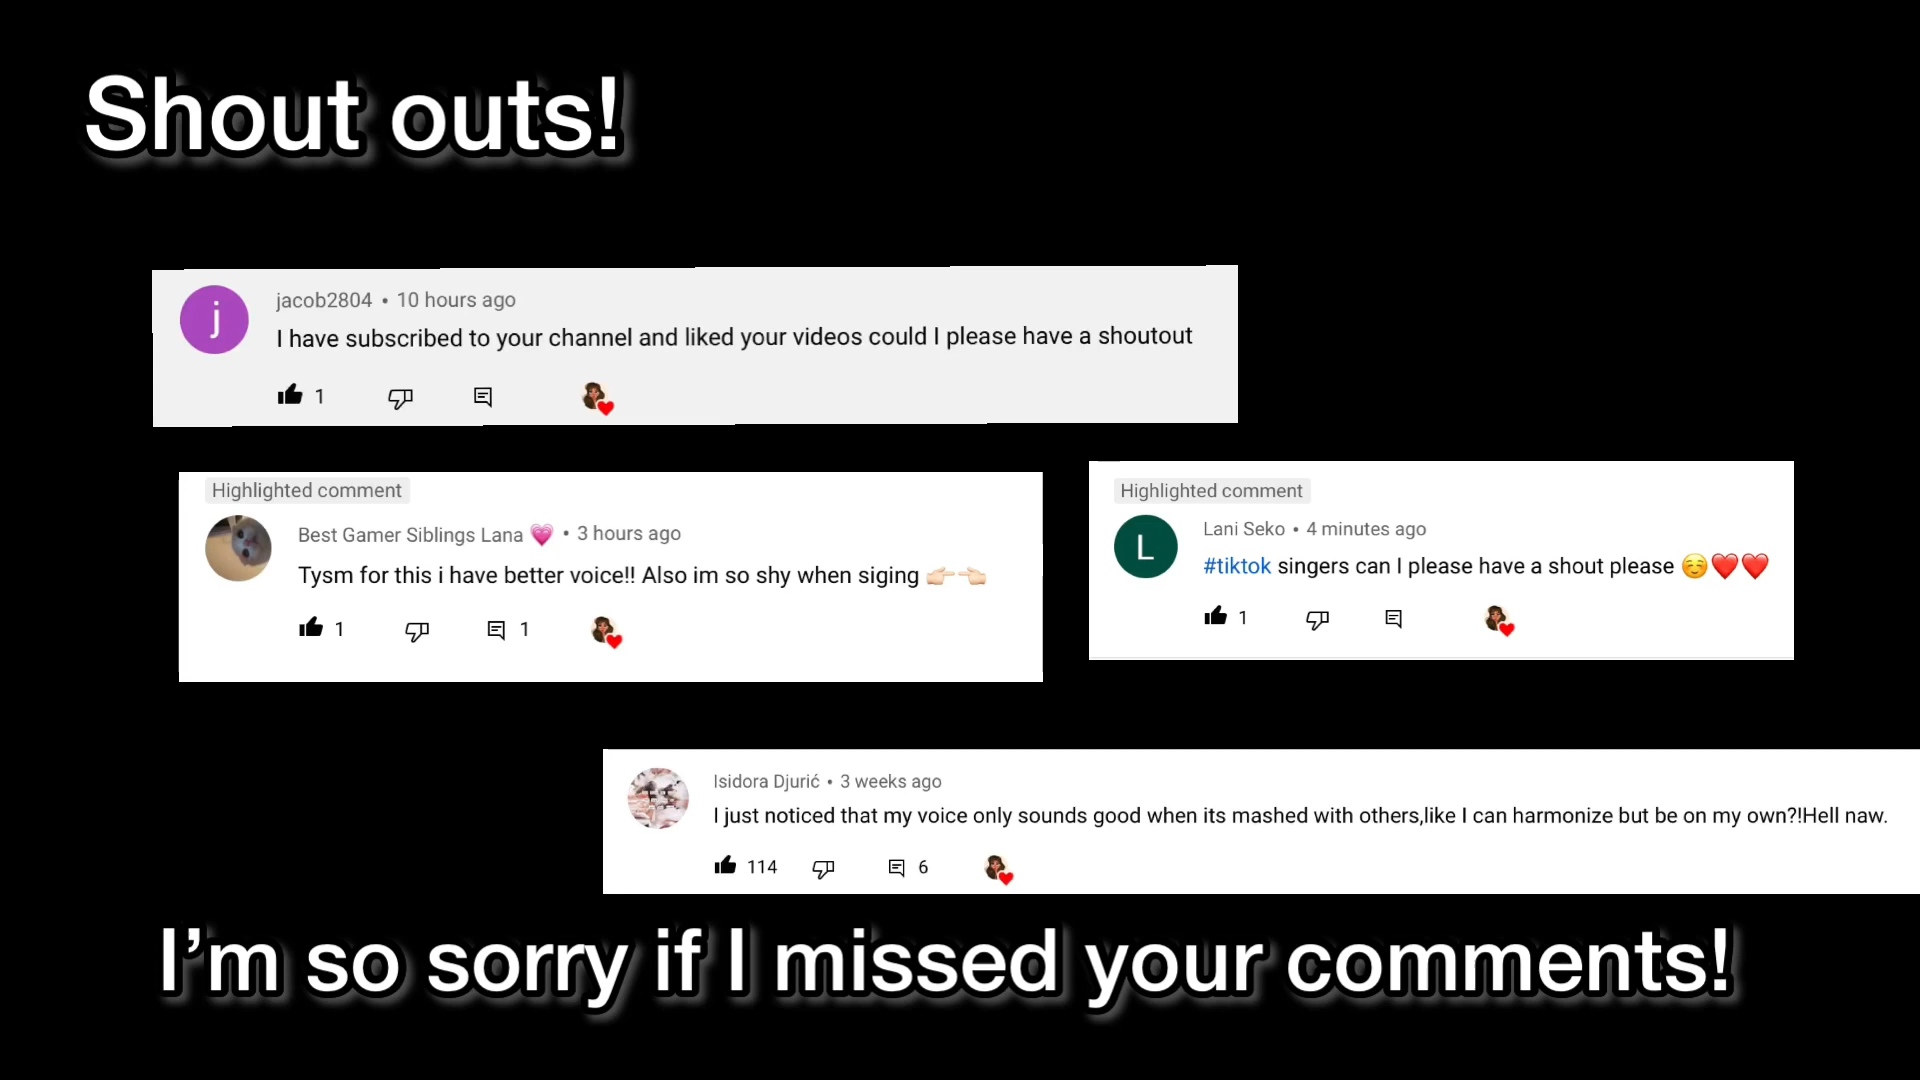 Shout outs!
j
jacob2804 • 10 hours ago
I have subscribed to your channel and liked your videos could I please have a shoutout
1
Highlighted comment
Best Gamer Siblings Lana 💗 • 3 hours ago
Tysm for this i have better voice!! Also im so shy when siging 👉🏻👈🏻
1 1
Highlighted comment
L
Lani Seko • 4 minutes ago
#tiktok singers can I please have a shout please ☺️❤️❤️
1
Isidora Djurić • 3 weeks ago
I just noticed that my voice only sounds good when its mashed with others,like I can harmonize but be on my own?!Hell naw.
114 6
I'm so sorry if I missed your comments!